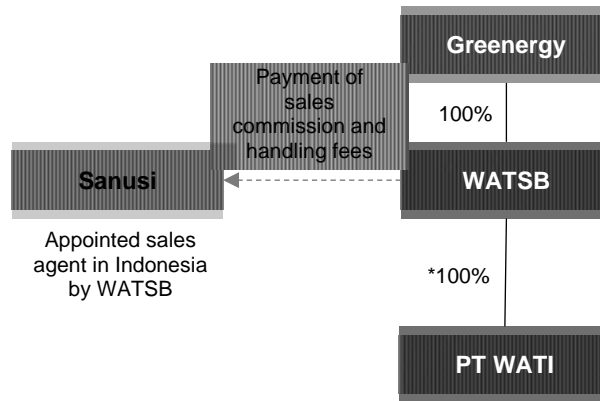 Greenergy
Payment of
sales
commission and
handling fees
100%
Sanusi
WATSB
Appointed sales
agent in Indonesia
by WATSB
*100%
PT WATI